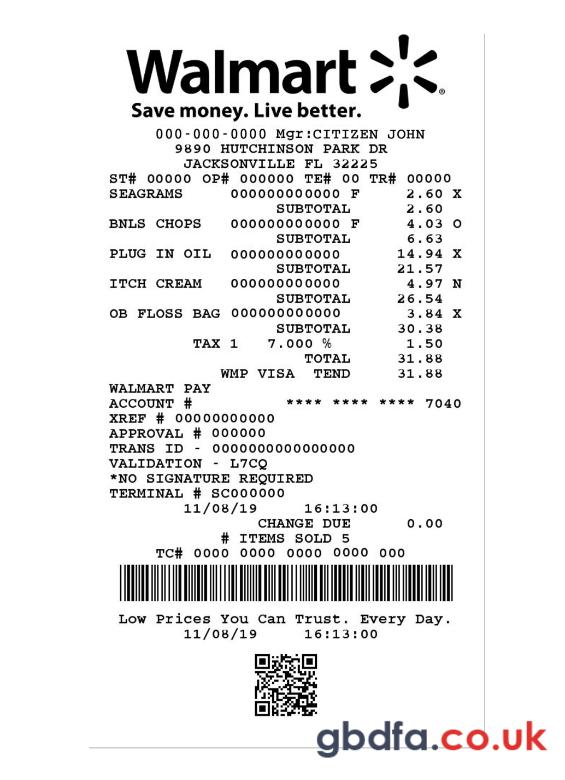 Walmart
Save money. Live better.
000-000-0000 Mgr:CITIZEN JOHN
9890 HUTCHINSON PARK DR
JACKSONVILLE FL 32225
ST# 00000 OP# 000000 TE# 00 TR# 00000
SEAGRAMS 000000000000 F 2.60 X
SUBTOTAL 2.60
BNLS CHOPS 000000000000 F 4.03 O
SUBTOTAL 6.63
PLUG IN OIL 000000000000 14.94 X
SUBTOTAL 21.57
ITCH CREAM 000000000000 4.97 N
SUBTOTAL 26.54
OB FLOSS BAG 000000000000 3.84 X
SUBTOTAL 30.38
TAX 1 7.000 % 1.50
TOTAL 31.88
WMP VISA TEND 31.88
WALMART PAY
ACCOUNT # **** **** **** 7040
XREF # 00000000000
APPROVAL # 000000
TRANS ID - 0000000000000000
VALIDATION - L7CQ
*NO SIGNATURE REQUIRED
TERMINAL # SC000000
11/08/19 16:13:00
CHANGE DUE 0.00
# ITEMS SOLD 5
TC# 0000 0000 0000 0000 000
Low Prices You Can Trust. Every Day.
11/08/19 16:13:00
gbdfa.co.uk